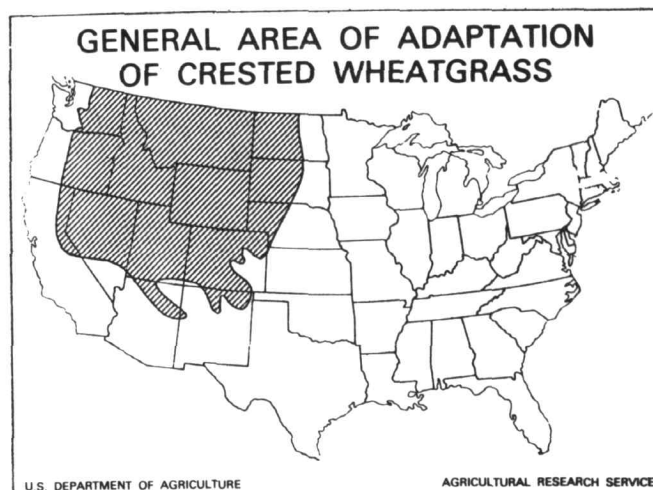 GENERAL AREA OF ADAPTATION
OF CRESTED WHEATGRASS
U.S. DEPARTMENT OF AGRICULTURE
AGRICULTURAL RESEARCH SERVICE